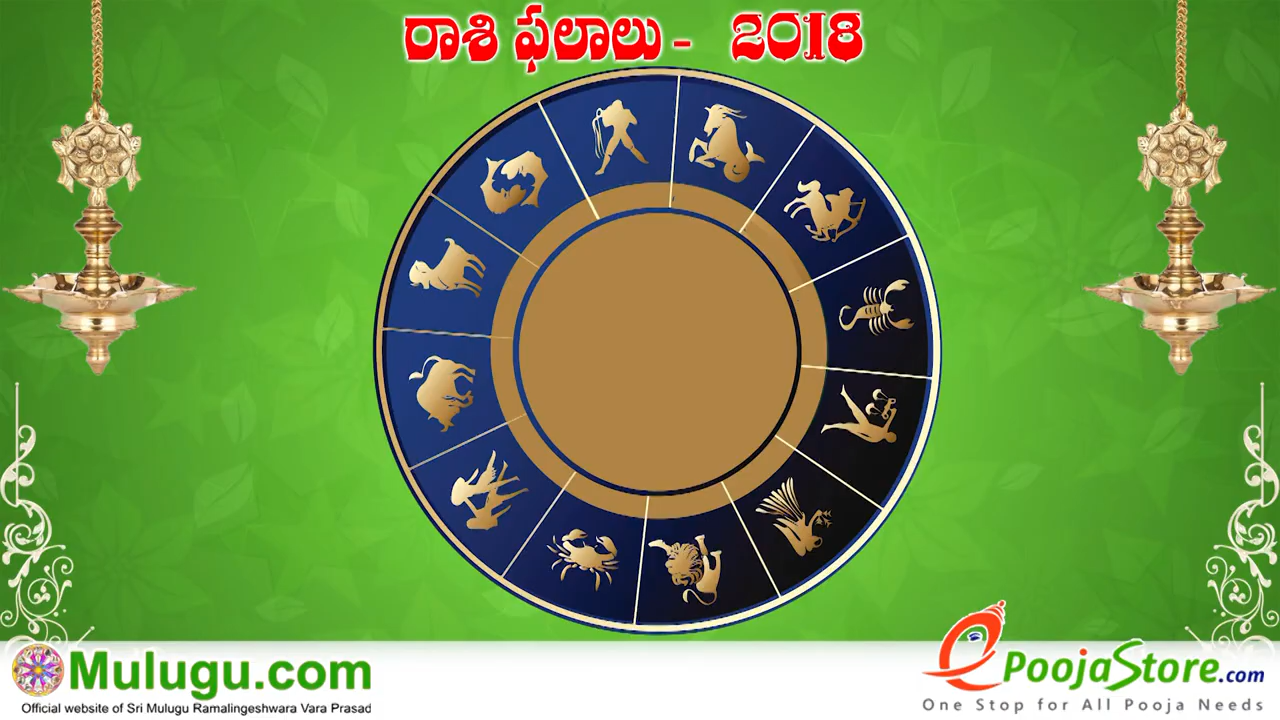 రాశి ఫలాలు - 2018
Mulugu.com
Official website of Sri Mulugu Ramalingeshwara Vara Prasad
ePoojaStore.com
One Stop for All Pooja Needs